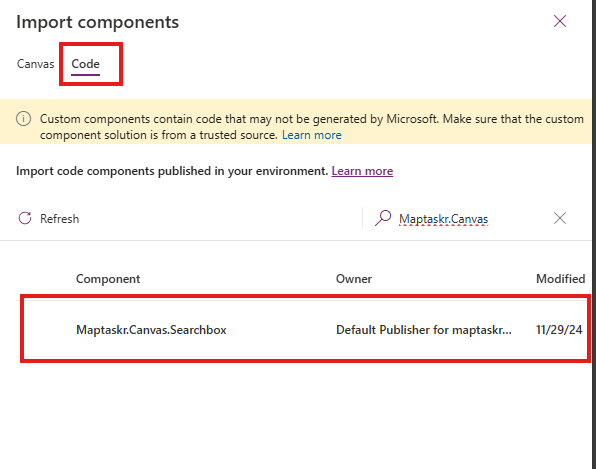 Import components
Canvas Code
Custom components contain code that may not be generated by Microsoft. Make sure that the custom
component solution is from a trusted source. Learn more
Import code components published in your environment. Learn more
Refresh Maptaskr.Canvas
Component Owner Modified
Maptaskr.Canvas.Searchbox Default Publisher for maptaskr... 11/29/24